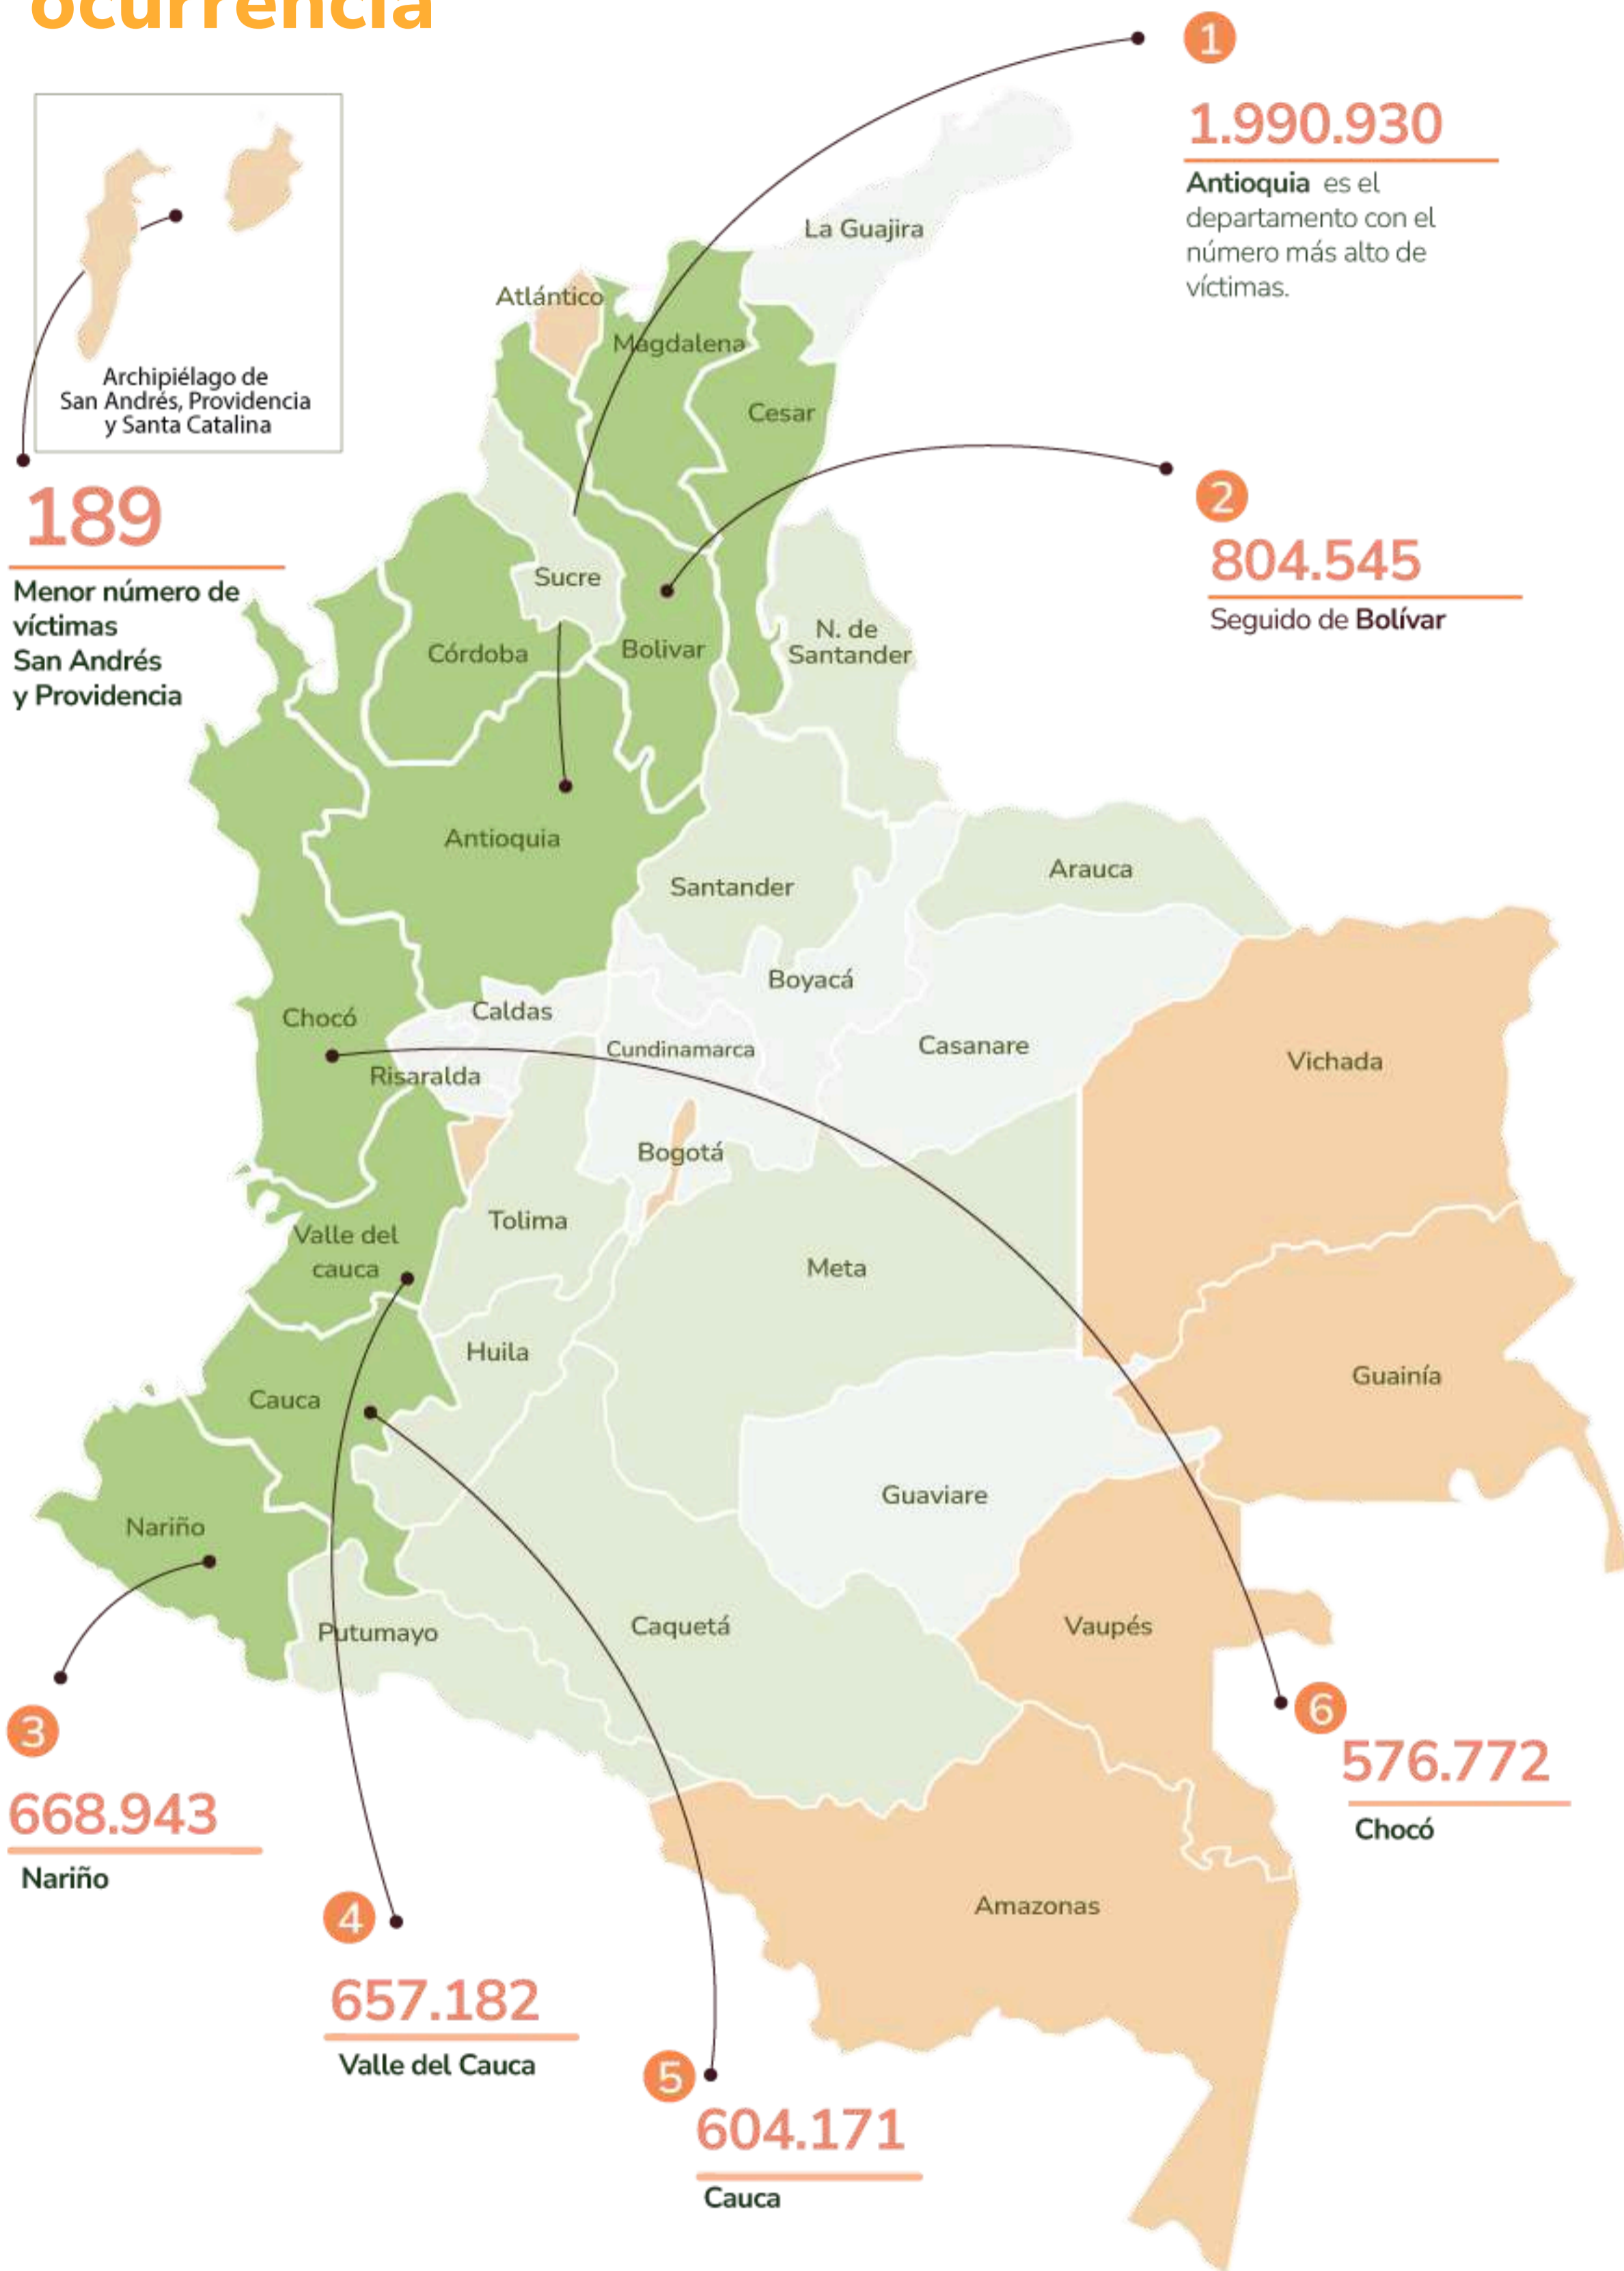 ocurrencia
1
1.990.930
Antioquia es el
departamento con el
número más alto de
víctimas.
Archipiélago de
San Andrés, Providencia
y Santa Catalina
189
Menor número de
víctimas
San Andrés
y Providencia
2
804.545
Seguido de Bolívar
La Guajira
Atlántico
Magdalena
Cesar
Sucre
Córdoba
Bolivar
N. de
Santander
Antioquia
Santander
Arauca
Boyacá
Caldas
Chocó
Cundinamarca
Casanare
Vichada
Risaralda
Bogotá
Tolima
Valle del
cauca
Meta
Huila
Guainía
Cauca
Guaviare
Nariño
Putumayo
Caquetá
Vaupés
Amazonas
3
668.943
Nariño
4
657.182
Valle del Cauca
5
604.171
Cauca
6
576.772
Chocó